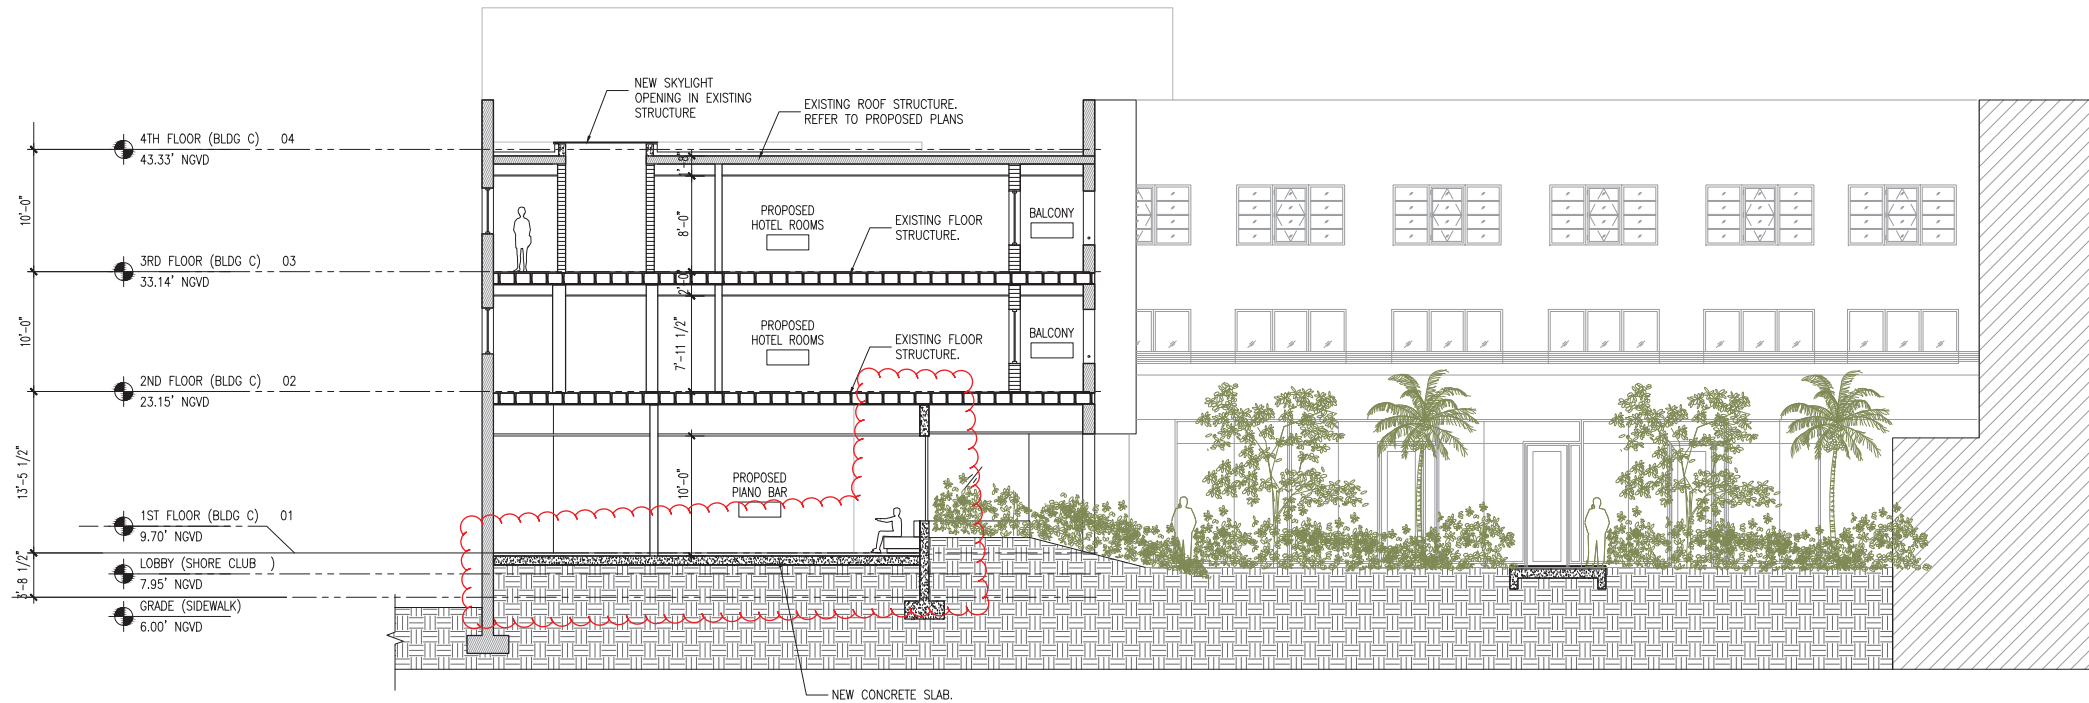 NEW SKYLIGHT
OPENING IN EXISTING
STRUCTURE
EXISTING ROOF STRUCTURE.
REFER TO PROPOSED PLANS
4TH FLOOR (BLDG C) 04
43.33' NGVD
1'-8"
10'-0"
PROPOSED
HOTEL ROOMS
8'-0"
EXISTING FLOOR
STRUCTURE.
BALCONY
3RD FLOOR (BLDG C) 03
33.14' NGVD
2'-0"
10'-0"
PROPOSED
HOTEL ROOMS
7'-11 1/2"
EXISTING FLOOR
STRUCTURE.
BALCONY
2ND FLOOR (BLDG C) 02
23.15' NGVD
13'-5 1/2"
PROPOSED
PIANO BAR
10'-0"
1ST FLOOR (BLDG C) 01
9.70' NGVD
LOBBY (SHORE CLUB )
7.95' NGVD
3'-8 1/2"
GRADE (SIDEWALK)
6.00' NGVD
NEW CONCRETE SLAB.